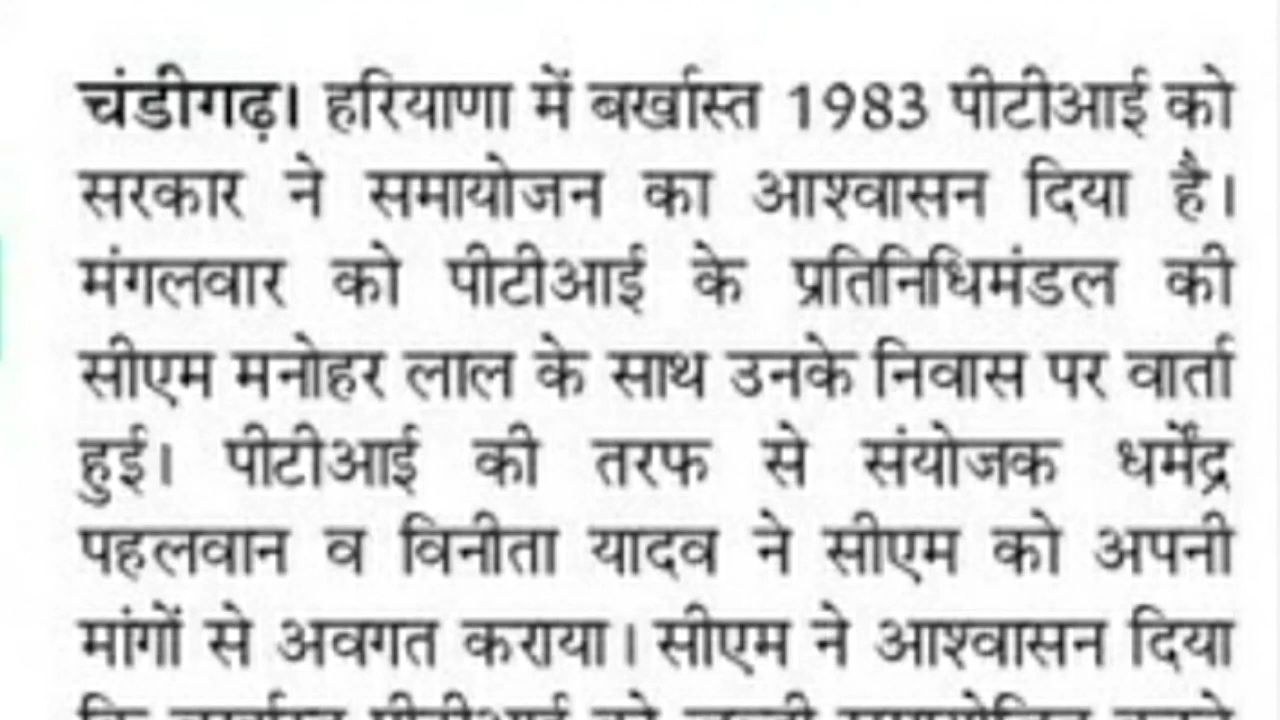 चंडीगढ़। हरियाणा में बर्खास्त 1983 पीटीआई को
सरकार ने समायोजन का आश्वासन दिया है।
मंगलवार को पीटीआई के प्रतिनिधिमंडल की
सीएम मनोहर लाल के साथ उनके निवास पर वार्ता
हुई। पीटीआई की तरफ से संयोजक धर्मेंद्र
पहलवान व विनीता यादव ने सीएम को अपनी
मांगों से अवगत कराया। सीएम ने आश्वासन दिया